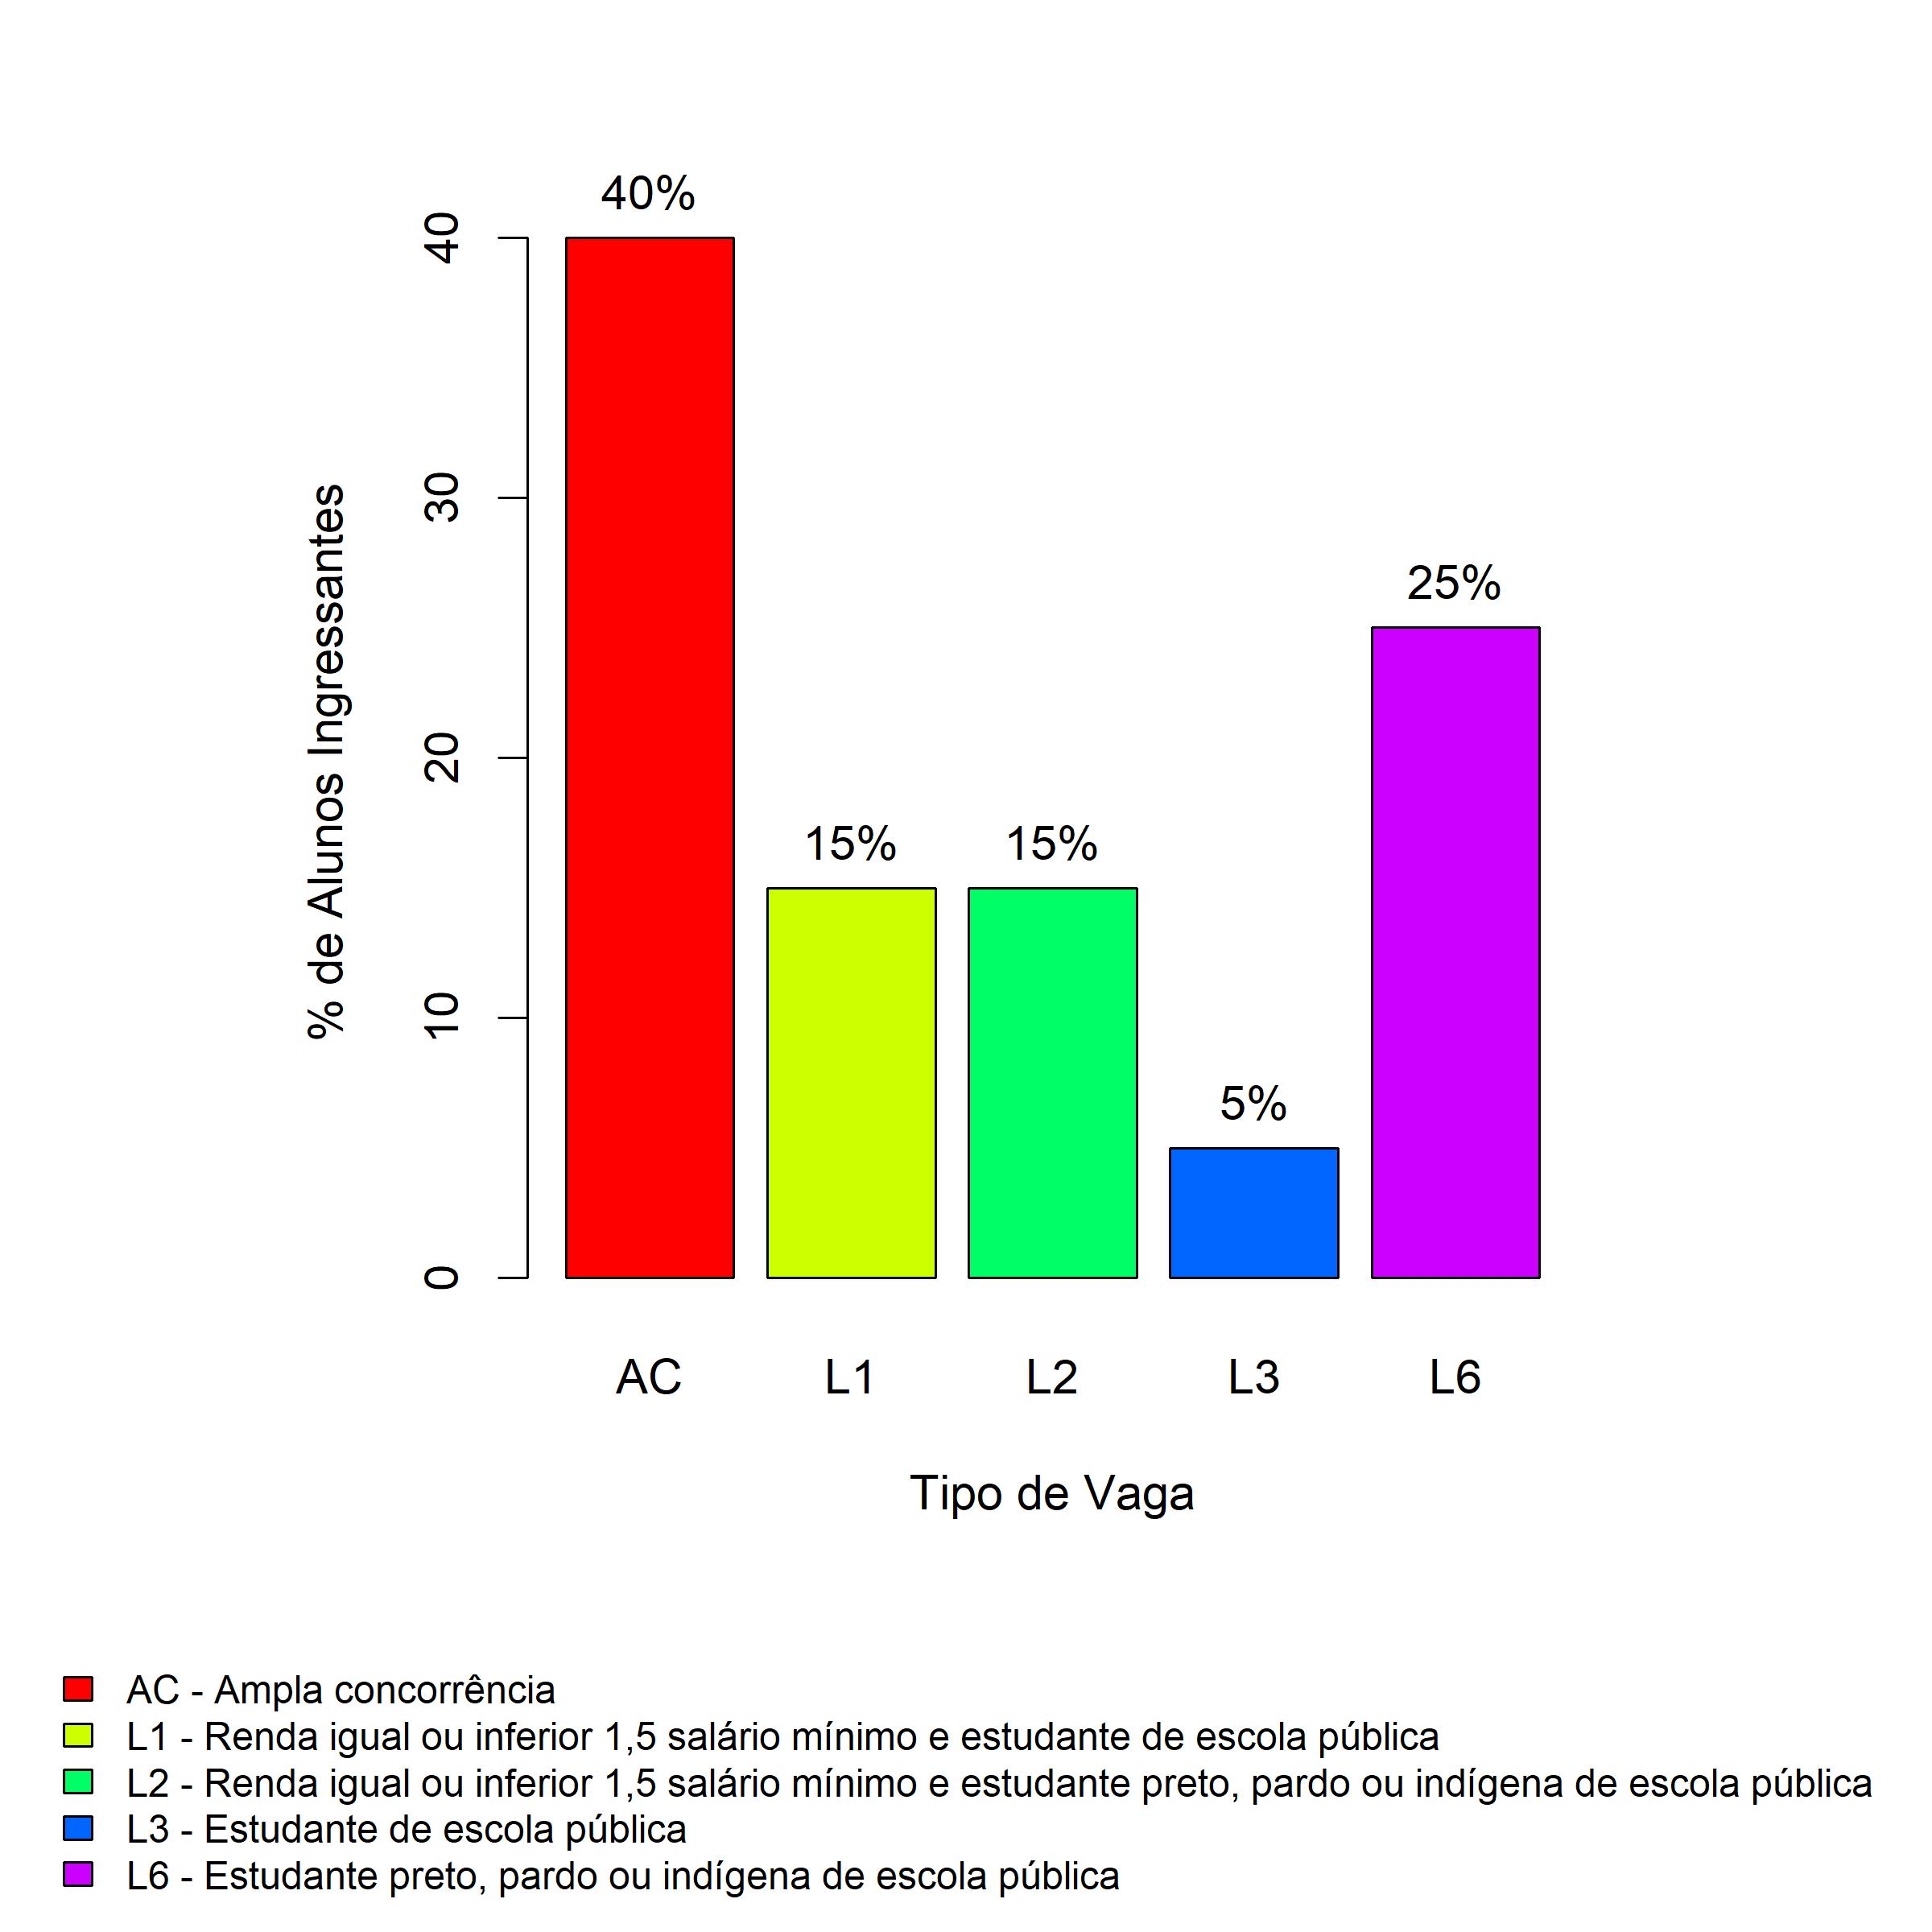 40%
15%
15%
5%
25%
40
30
20
10
0
% de Alunos Ingressantes
AC
L1
L2
L3
L6
Tipo de Vaga
AC - Ampla concorrência
L1 - Renda igual ou inferior 1,5 salário mínimo e estudante de escola pública
L2 - Renda igual ou inferior 1,5 salário mínimo e estudante preto, pardo ou indígena de escola pública
L3 - Estudante de escola pública
L6 - Estudante preto, pardo ou indígena de escola pública